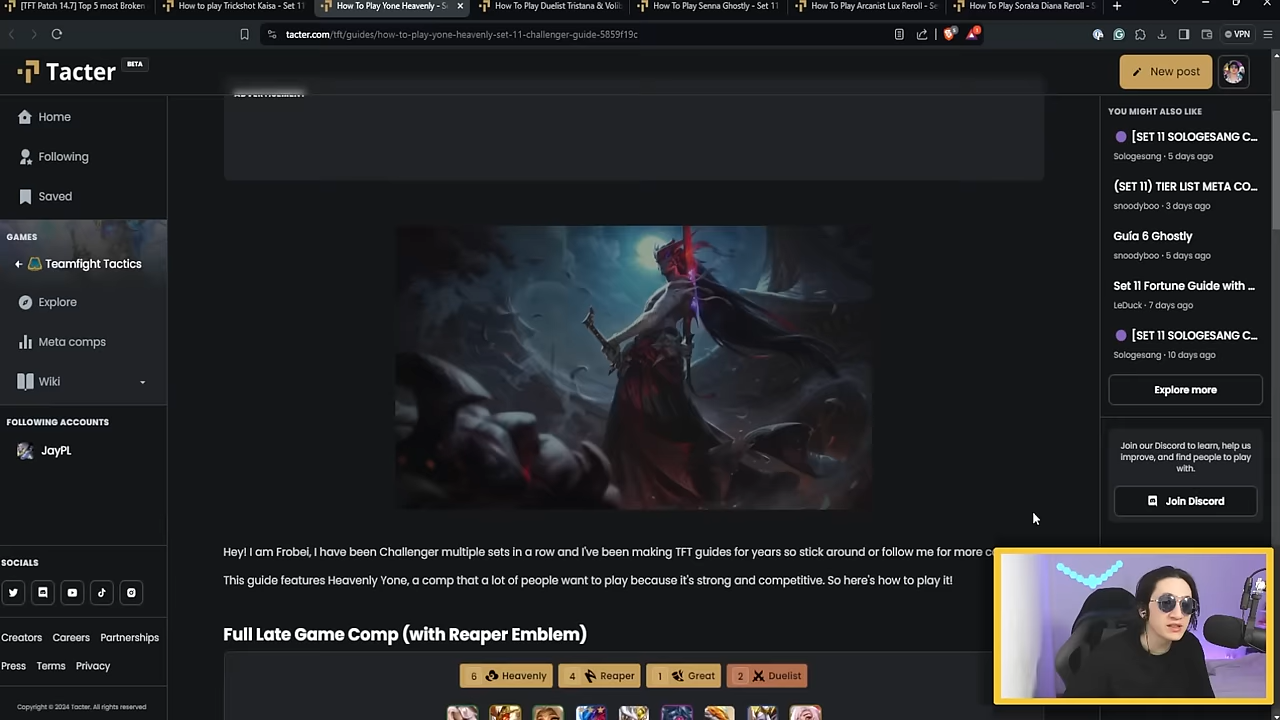 [TFT Patch 14.7] Top 5 most Broken
How to play Trickshot Kaisa - Set 11
How To Play Yone Heavenly - Se
How To Play Duelist Tristana & Volib
How To Play Senna Ghostly - Set 11
How To Play Arcanist Lux Reroll - Se
How To Play Soraka Diana Reroll - S
tacter.com/tft/guides/how-to-play-yone-heavenly-set-11-challenger-guide-5859f19c
VPN
Tacter
BETA
New post
Home
Following
Saved
GAMES
Teamfight Tactics
Explore
Meta comps
Wiki
FOLLOWING ACCOUNTS
JayPL
SOCIALS
Creators Careers Partnerships
Press Terms Privacy
Copyright © 2024 Tacter. All rights reserved
ADVERTISEMENT
Hey! I am Frobei, I have been Challenger multiple sets in a row and I've been making TFT guides for years so stick around or follow me for more
This guide features Heavenly Yone, a comp that a lot of people want to play because it's strong and competitive. So here's how to play it!
Full Late Game Comp (with Reaper Emblem)
6 Heavenly
4 Reaper
1 Great
2 Duelist
YOU MIGHT ALSO LIKE
[SET 11 SOLOGESANG C...
Sologesang · 5 days ago
(SET 11) TIER LIST META CO...
snoodyboo · 3 days ago
Guía 6 Ghostly
snoodyboo · 5 days ago
Set 11 Fortune Guide with ...
LeDuck · 7 days ago
[SET 11 SOLOGESANG C...
Sologesang · 10 days ago
Explore more
Join our Discord to learn, help us
improve, and find people to play
with.
Join Discord